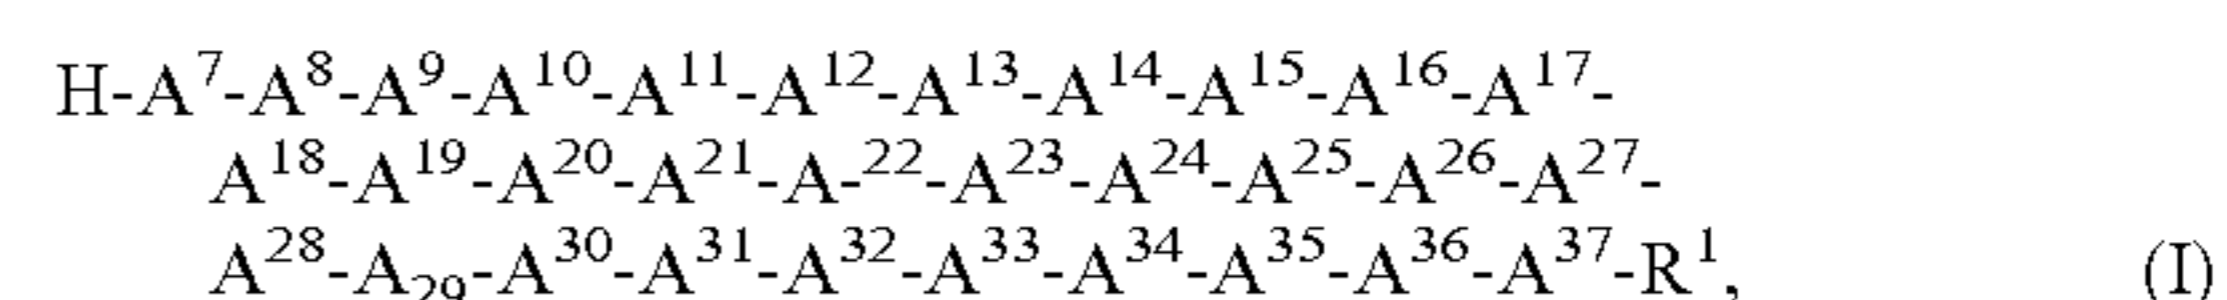 H-A⁷-A⁸-A⁹-A¹⁰-A¹¹-A¹²-A¹³-A¹⁴-A¹⁵-A¹⁶-A¹⁷-
A¹⁸-A¹⁹-A²⁰-A²¹-A-²²-A²³-A²⁴-A²⁵-A²⁶-A²⁷-
A²⁸-A₂₉-A³⁰-A³¹-A³²-A³³-A³⁴-A³⁵-A³⁶-A³⁷-R¹, (I)